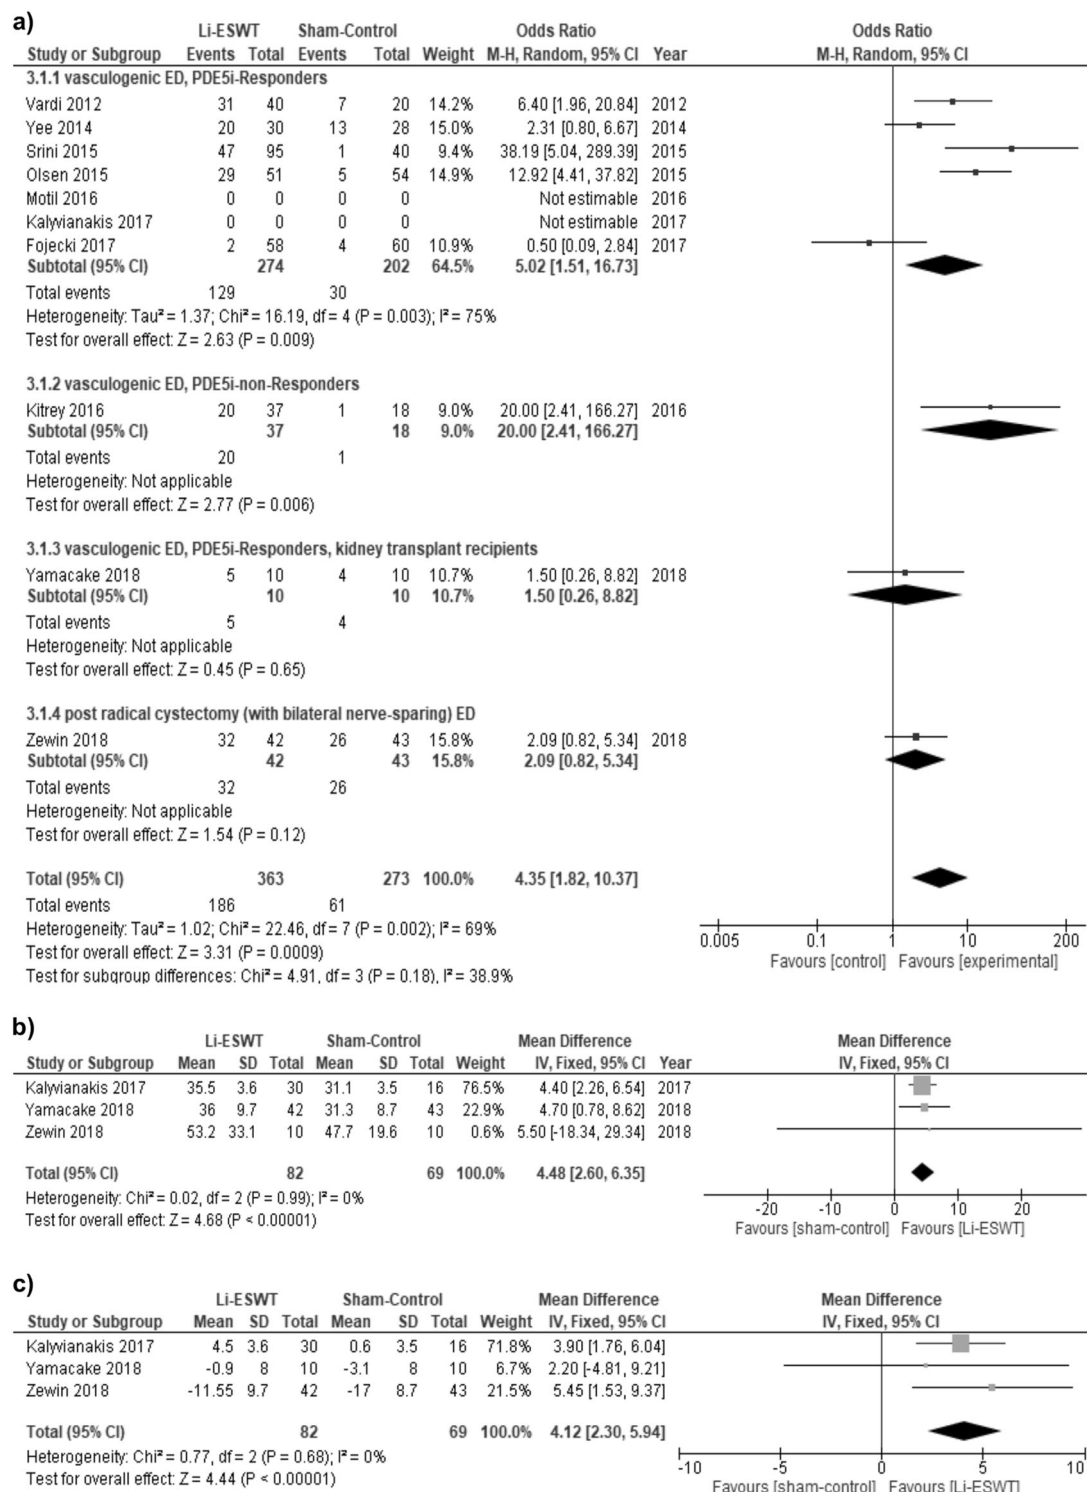 a)
Li-ESWT Sham-Control Odds Ratio Odds Ratio
Study or Subgroup Events Total Events Total Weight M-H, Random, 95% CI Year M-H, Random, 95% CI
3.1.1 vasculogenic ED, PDE5i-Responders
Vardi 2012 31 40 7 20 14.2% 6.40 [1.96, 20.84] 2012
Yee 2014 20 30 13 28 15.0% 2.31 [0.80, 6.67] 2014
Srini 2015 47 95 1 40 9.4% 38.19 [5.04, 289.39] 2015
Olsen 2015 29 51 5 54 14.9% 12.92 [4.41, 37.82] 2015
Motil 2016 0 0 0 0 Not estimable 2016
Kalyvianakis 2017 0 0 0 0 Not estimable 2017
Fojecki 2017 2 58 4 60 10.9% 0.50 [0.09, 2.84] 2017
Subtotal (95% CI) 274 202 64.5% 5.02 [1.51, 16.73]
Total events 129 30
Heterogeneity: Tau² = 1.37; Chi² = 16.19, df = 4 (P = 0.003); I² = 75%
Test for overall effect: Z = 2.63 (P = 0.009)
3.1.2 vasculogenic ED, PDE5i-non-Responders
Kitrey 2016 20 37 1 18 9.0% 20.00 [2.41, 166.27] 2016
Subtotal (95% CI) 37 18 9.0% 20.00 [2.41, 166.27]
Total events 20 1
Heterogeneity: Not applicable
Test for overall effect: Z = 2.77 (P = 0.006)
3.1.3 vasculogenic ED, PDE5i-Responders, kidney transplant recipients
Yamacake 2018 5 10 4 10 10.7% 1.50 [0.26, 8.82] 2018
Subtotal (95% CI) 10 10 10.7% 1.50 [0.26, 8.82]
Total events 5 4
Heterogeneity: Not applicable
Test for overall effect: Z = 0.45 (P = 0.65)
3.1.4 post radical cystectomy (with bilateral nerve-sparing) ED
Zewin 2018 32 42 26 43 15.8% 2.09 [0.82, 5.34] 2018
Subtotal (95% CI) 42 43 15.8% 2.09 [0.82, 5.34]
Total events 32 26
Heterogeneity: Not applicable
Test for overall effect: Z = 1.54 (P = 0.12)
Total (95% CI) 363 273 100.0% 4.35 [1.82, 10.37]
Total events 186 61
Heterogeneity: Tau² = 1.02; Chi² = 22.46, df = 7 (P = 0.002); I² = 69%
Test for overall effect: Z = 3.31 (P = 0.0009)
Test for subgroup differences: Chi² = 4.91, df = 3 (P = 0.18), I² = 38.9%
0.005 0.1 1 10 200
Favours [control] Favours [experimental]
b)
Li-ESWT Sham-Control Mean Difference Mean Difference
Study or Subgroup Mean SD Total Mean SD Total Weight IV, Fixed, 95% CI Year IV, Fixed, 95% CI
Kalyvianakis 2017 35.5 3.6 30 31.1 3.5 16 76.5% 4.40 [2.26, 6.54] 2017
Yamacake 2018 36 9.7 42 31.3 8.7 43 22.9% 4.70 [0.78, 8.62] 2018
Zewin 2018 53.2 33.1 10 47.7 19.6 10 0.6% 5.50 [-18.34, 29.34] 2018
Total (95% CI) 82 69 100.0% 4.48 [2.60, 6.35]
Heterogeneity: Chi² = 0.02, df = 2 (P = 0.99); I² = 0%
Test for overall effect: Z = 4.68 (P < 0.00001)
-20 -10 0 10 20
Favours [sham-control] Favours [Li-ESWT]
c)
Li-ESWT Sham-Control Mean Difference Mean Difference
Study or Subgroup Mean SD Total Mean SD Total Weight IV, Fixed, 95% CI IV, Fixed, 95% CI
Kalyvianakis 2017 4.5 3.6 30 0.6 3.5 16 71.8% 3.90 [1.76, 6.04]
Yamacake 2018 -0.9 8 10 -3.1 8 10 6.7% 2.20 [-4.81, 9.21]
Zewin 2018 -11.55 9.7 42 -17 8.7 43 21.5% 5.45 [1.53, 9.37]
Total (95% CI) 82 69 100.0% 4.12 [2.30, 5.94]
Heterogeneity: Chi² = 0.77, df = 2 (P = 0.68); I² = 0%
Test for overall effect: Z = 4.44 (P < 0.00001)
-10 -5 0 5 10
Favours [sham-control] Favours [Li-ESWT]